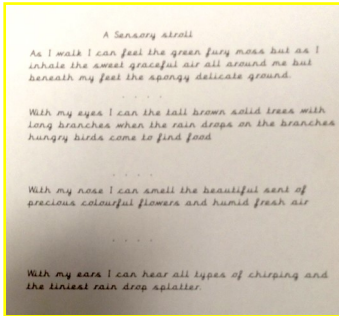 A Sensory stroll
As I walk I can feel the green fury moss but as I
inhale the sweet graceful air all around me but
beneath my feet the spongy delicate ground.
. . . .
With my eyes I can the tall brown solid trees with
long branches when the rain drops on the branches
hungry birds come to find food
. . . .
With my nose I can smell the beautiful sent of
precious colourful flowers and humid fresh air
. . . .
With my ears I can hear all types of chirping and
the tiniest rain drop splatter.